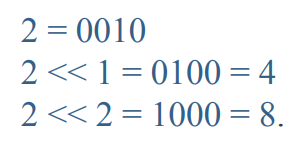 2 = 0010
2 << 1 = 0100 = 4
2 << 2 = 1000 = 8.